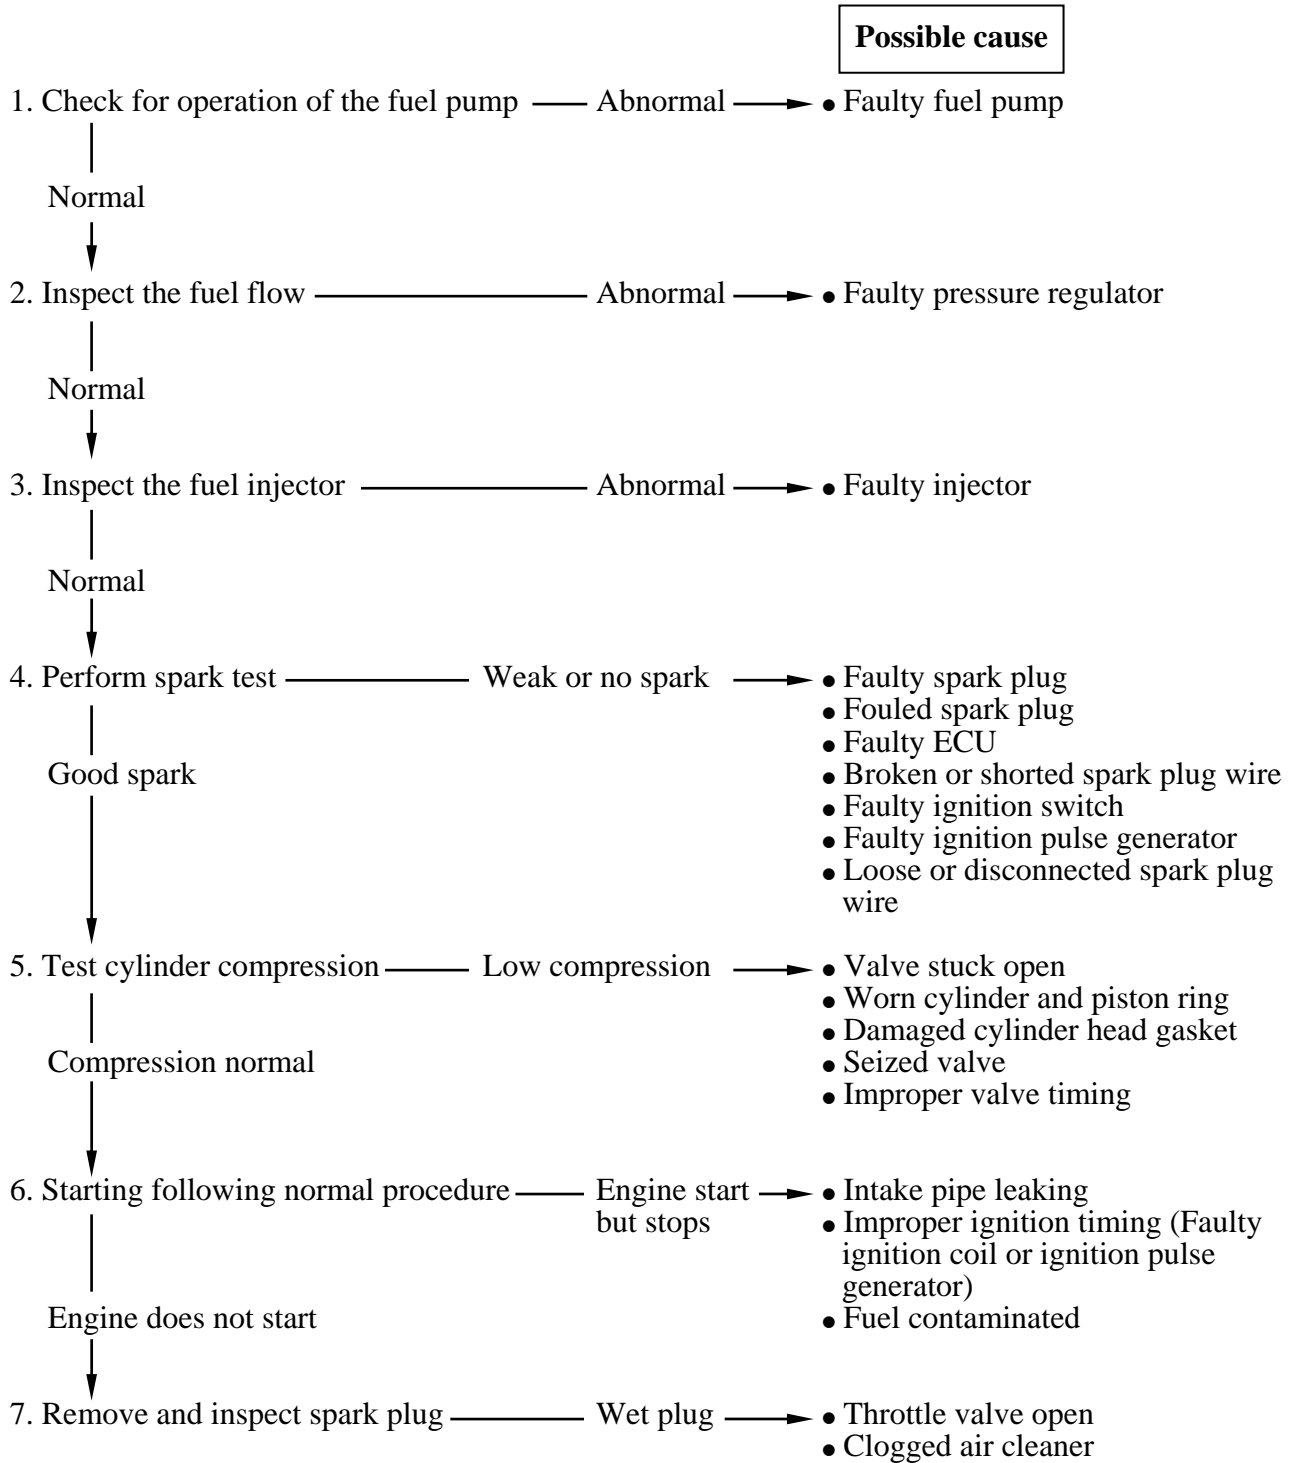 Possible cause
1. Check for operation of the fuel pump Abnormal ● Faulty fuel pump
Normal
2. Inspect the fuel flow Abnormal ● Faulty pressure regulator
Normal
3. Inspect the fuel injector Abnormal ● Faulty injector
Normal
4. Perform spark test Weak or no spark ● Faulty spark plug
● Fouled spark plug
● Faulty ECU
Good spark ● Broken or shorted spark plug wire
● Faulty ignition switch
● Faulty ignition pulse generator
● Loose or disconnected spark plug
wire
5. Test cylinder compression Low compression ● Valve stuck open
● Worn cylinder and piston ring
● Damaged cylinder head gasket
Compression normal ● Seized valve
● Improper valve timing
6. Starting following normal procedure Engine start ● Intake pipe leaking
but stops ● Improper ignition timing (Faulty
ignition coil or ignition pulse
generator)
Engine does not start ● Fuel contaminated
7. Remove and inspect spark plug Wet plug ● Throttle valve open
● Clogged air cleaner